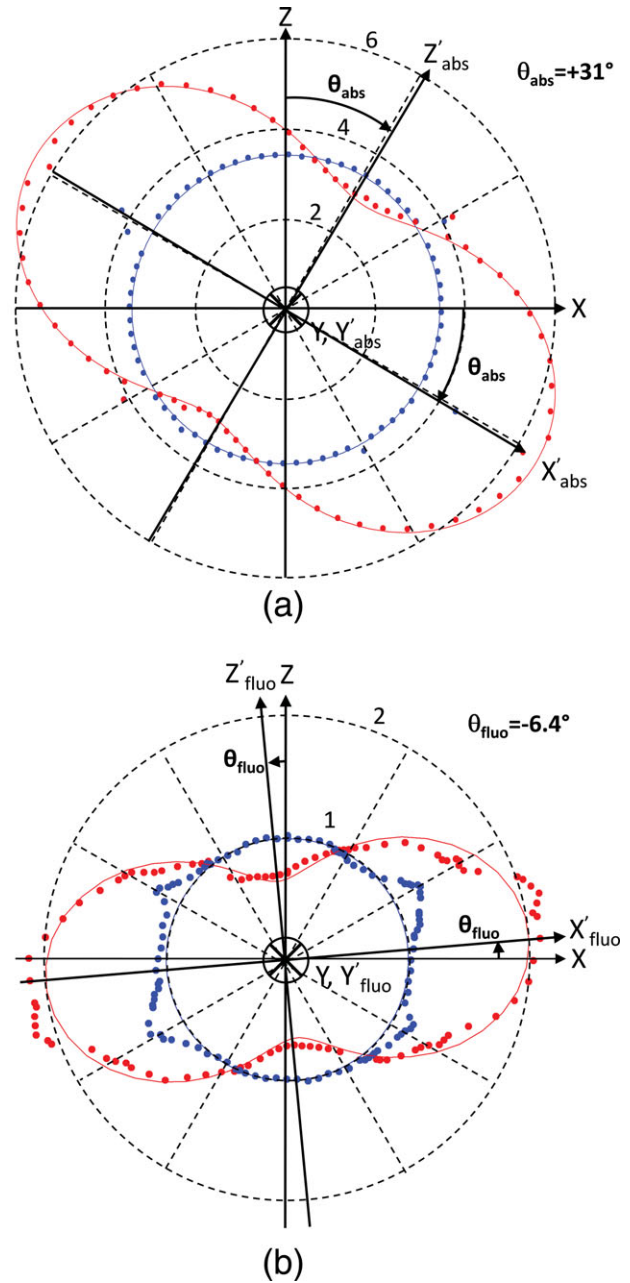 Z
6
Z′abs
θabs=+31°
θabs
4
2
X
Y, Y′abs
θabs
X′abs
(a)
Z′fluo
Z
2
θfluo=-6.4°
θfluo
1
θfluo
X′fluo
X
Y, Y′fluo
(b)